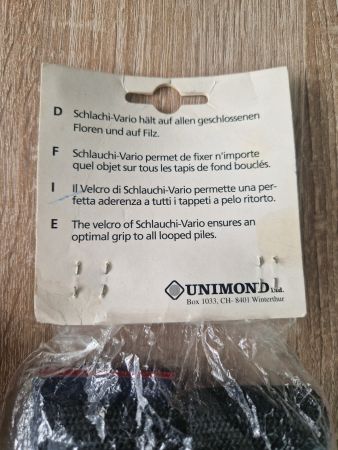 D Schlachi-Vario hält auf allen geschlossenen
Floren und auf Filz.
F Schlauchi-Vario permet de fixer n'importe
quel objet sur tous les tapis de fond bouclés.
I Il Velcro di Schlauchi-Vario permette una per-
fetta aderenza a tutti i tappeti a pelo ritorto.
E The velcro of Schlauchi-Vario ensures an
optimal grip to all looped piles.
UNIMOND Ltd.
Box 1033, CH- 8401 Winterthur